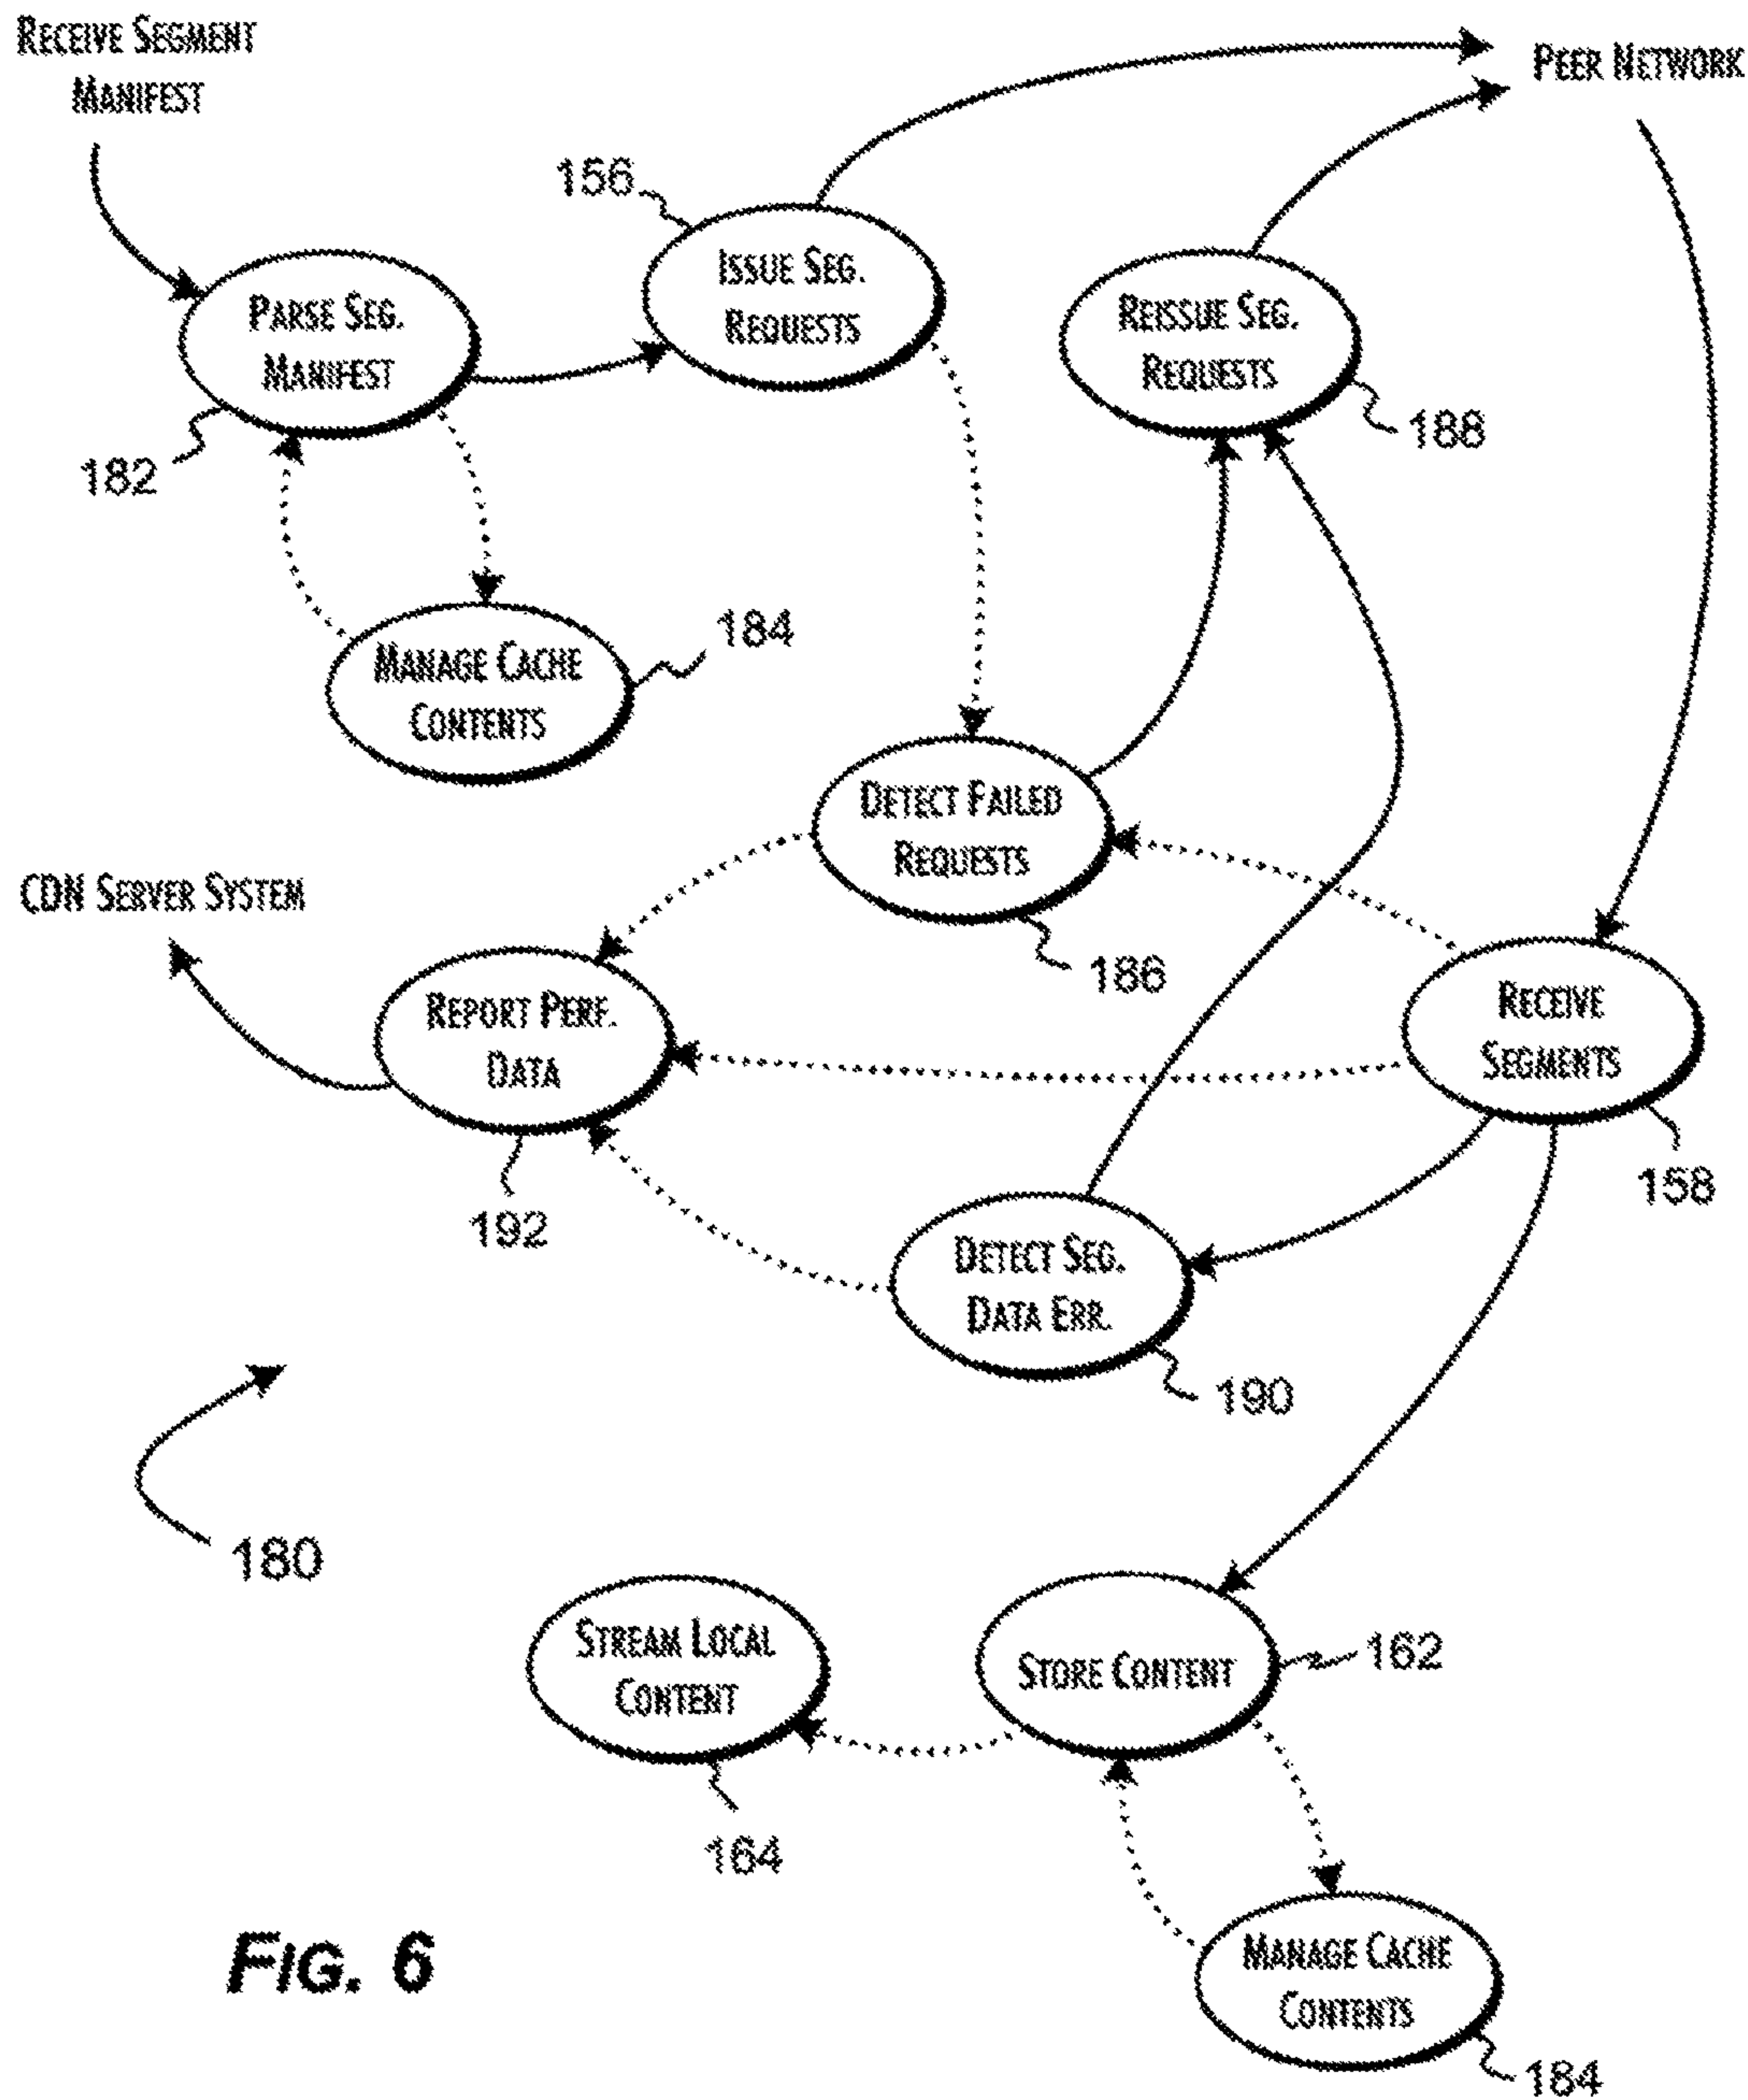 RECEIVE SEGMENT
MANIFEST
PEER NETWORK
156
ISSUE SEG.
REQUESTS
PARSE SEG.
MANIFEST
REISSUE SEG.
REQUESTS
182
188
184
MANAGE CACHE
CONTENTS
DETECT FAILED
REQUESTS
186
CDN SERVER SYSTEM
REPORT PERF.
DATA
192
RECEIVE
SEGMENTS
158
DETECT SEG.
DATA ERR.
190
180
STREAM LOCAL
CONTENT
164
STORE CONTENT
162
MANAGE CACHE
CONTENTS
184
FIG. 6